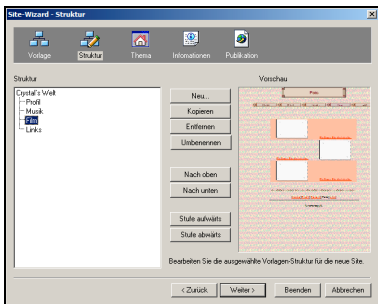 Site-Wizard - Struktur
Vorlage
Struktur
Thema
Infomationen
Publikation
Struktur
Vorschau
Crystal's Welt
Profil
Musik
Film
Links
Neu...
Kopieren
Entfernen
Umbenennen
Nach oben
Nach unten
Stufe aufwärts
Stufe abwärts
Bearbeiten Sie die ausgewählte Vorlagen-Struktur für die neue Site.
< Zurück
Weiter >
Beenden
Abbrechen